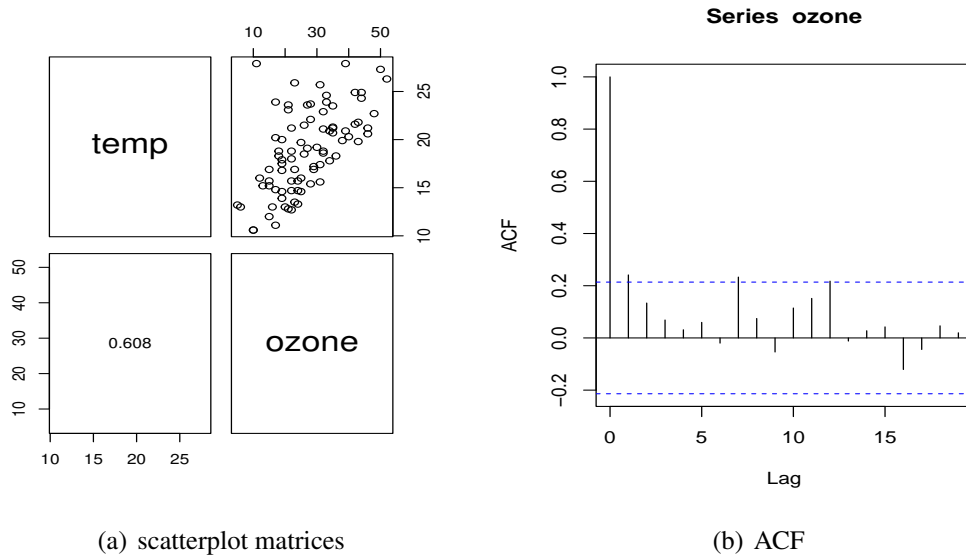 10 30 50
temp
10 15 20 25
10 20 30 40 50
0.608
ozone
10 15 20 25
(a) scatterplot matrices
Series ozone
ACF
−0.2 0.0 0.2 0.4 0.6 0.8 1.0
0 5 10 15
Lag
(b) ACF